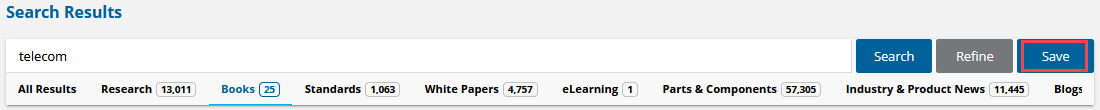 Search Results
telecom Search Refine Save
All Results Research 13,011 Books 25 Standards 1,063 White Papers 4,757 eLearning 1 Parts & Components 57,305 Industry & Product News 11,445 Blogs